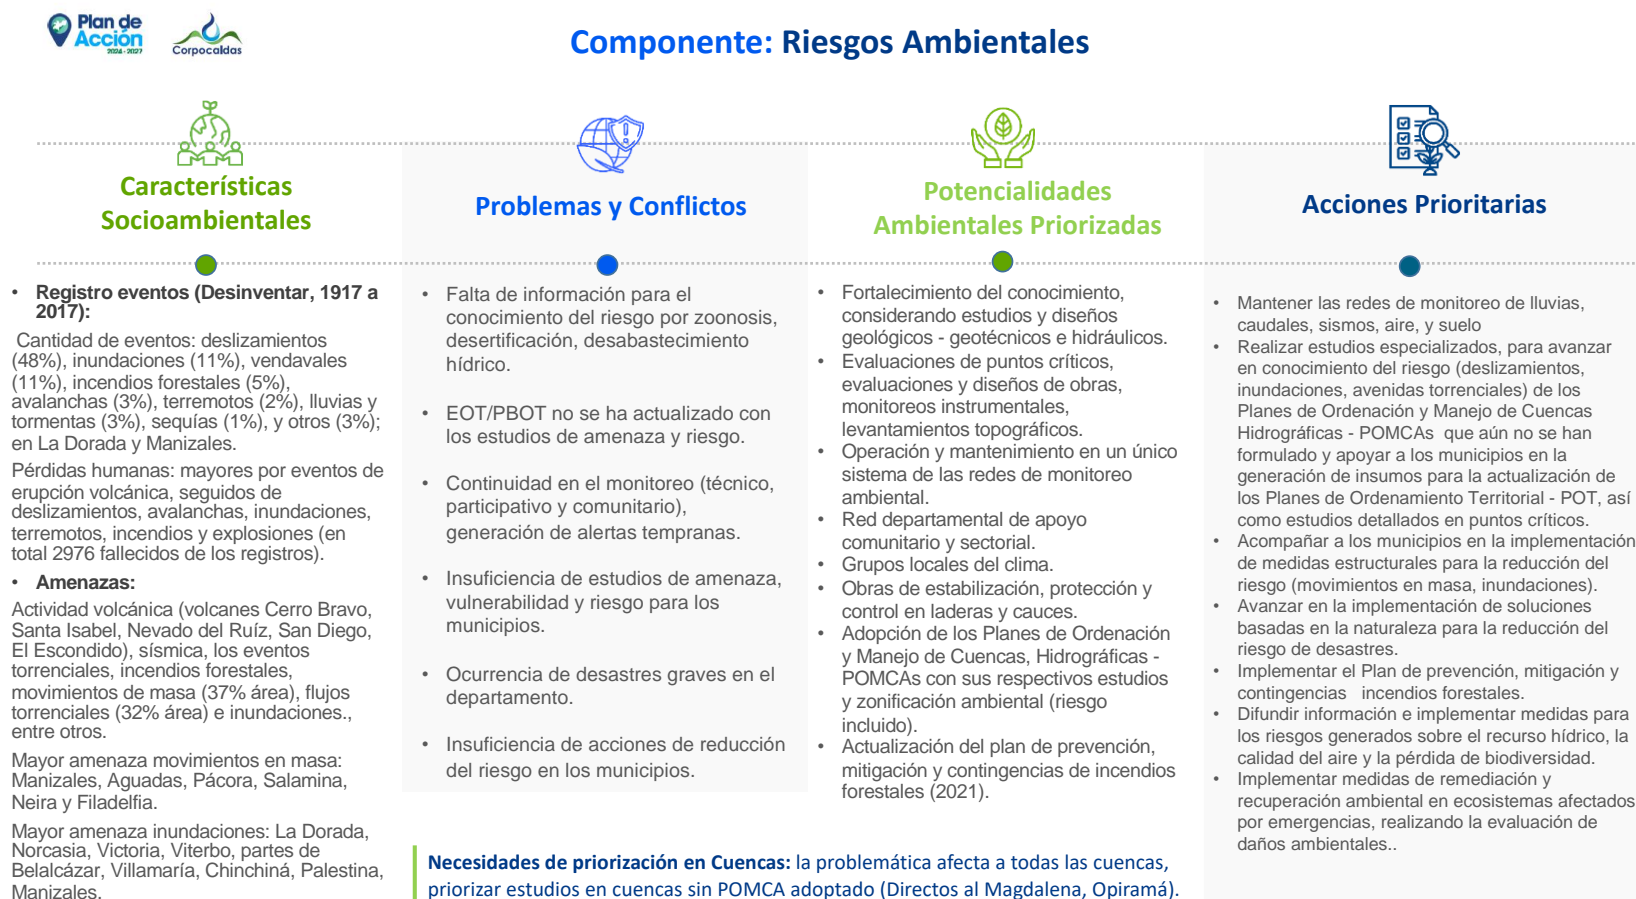 Plan de
Acción
2024 - 2027
Corpocaldas
Componente: Riesgos Ambientales
Características
Socioambientales
• Registro eventos (Desinventar, 1917 a
2017):
Cantidad de eventos: deslizamientos
(48%), inundaciones (11%), vendavales
(11%), incendios forestales (5%),
avalanchas (3%), terremotos (2%), lluvias y
tormentas (3%), sequías (1%), y otros (3%);
en La Dorada y Manizales.
Pérdidas humanas: mayores por eventos de
erupción volcánica, seguidos de
deslizamientos, avalanchas, inundaciones,
terremotos, incendios y explosiones (en
total 2976 fallecidos de los registros).
• Amenazas:
Actividad volcánica (volcanes Cerro Bravo,
Santa Isabel, Nevado del Ruíz, San Diego,
El Escondido), sísmica, los eventos
torrenciales, incendios forestales,
movimientos de masa (37% área), flujos
torrenciales (32% área) e inundaciones.,
entre otros.
Mayor amenaza movimientos en masa:
Manizales, Aguadas, Pácora, Salamina,
Neira y Filadelfia.
Mayor amenaza inundaciones: La Dorada,
Norcasia, Victoria, Viterbo, partes de
Belalcázar, Villamaría, Chinchiná, Palestina,
Manizales.
Problemas y Conflictos
• Falta de información para el
conocimiento del riesgo por zoonosis,
desertificación, desabastecimiento
hídrico.
• EOT/PBOT no se ha actualizado con
los estudios de amenaza y riesgo.
• Continuidad en el monitoreo (técnico,
participativo y comunitario),
generación de alertas tempranas.
• Insuficiencia de estudios de amenaza,
vulnerabilidad y riesgo para los
municipios.
• Ocurrencia de desastres graves en el
departamento.
• Insuficiencia de acciones de reducción
del riesgo en los municipios.
Potencialidades
Ambientales Priorizadas
• Fortalecimiento del conocimiento,
considerando estudios y diseños
geológicos - geotécnicos e hidráulicos.
• Evaluaciones de puntos críticos,
evaluaciones y diseños de obras,
monitoreos instrumentales,
levantamientos topográficos.
• Operación y mantenimiento en un único
sistema de las redes de monitoreo
ambiental.
• Red departamental de apoyo
comunitario y sectorial.
• Grupos locales del clima.
• Obras de estabilización, protección y
control en laderas y cauces.
• Adopción de los Planes de Ordenación
y Manejo de Cuencas, Hidrográficas -
POMCAs con sus respectivos estudios
y zonificación ambiental (riesgo
incluido).
• Actualización del plan de prevención,
mitigación y contingencias de incendios
forestales (2021).
Acciones Prioritarias
• Mantener las redes de monitoreo de lluvias,
caudales, sismos, aire, y suelo
• Realizar estudios especializados, para avanzar
en conocimiento del riesgo (deslizamientos,
inundaciones, avenidas torrenciales) de los
Planes de Ordenación y Manejo de Cuencas
Hidrográficas - POMCAs que aún no se han
formulado y apoyar a los municipios en la
generación de insumos para la actualización de
los Planes de Ordenamiento Territorial - POT, así
como estudios detallados en puntos críticos.
• Acompañar a los municipios en la implementación
de medidas estructurales para la reducción del
riesgo (movimientos en masa, inundaciones).
• Avanzar en la implementación de soluciones
basadas en la naturaleza para la reducción del
riesgo de desastres.
• Implementar el Plan de prevención, mitigación y
contingencias incendios forestales.
• Difundir información e implementar medidas para
los riesgos generados sobre el recurso hídrico, la
calidad del aire y la pérdida de biodiversidad.
• Implementar medidas de remediación y
recuperación ambiental en ecosistemas afectados
por emergencias, realizando la evaluación de
daños ambientales..
Necesidades de priorización en Cuencas: la problemática afecta a todas las cuencas,
priorizar estudios en cuencas sin POMCA adoptado (Directos al Magdalena, Opiramá).